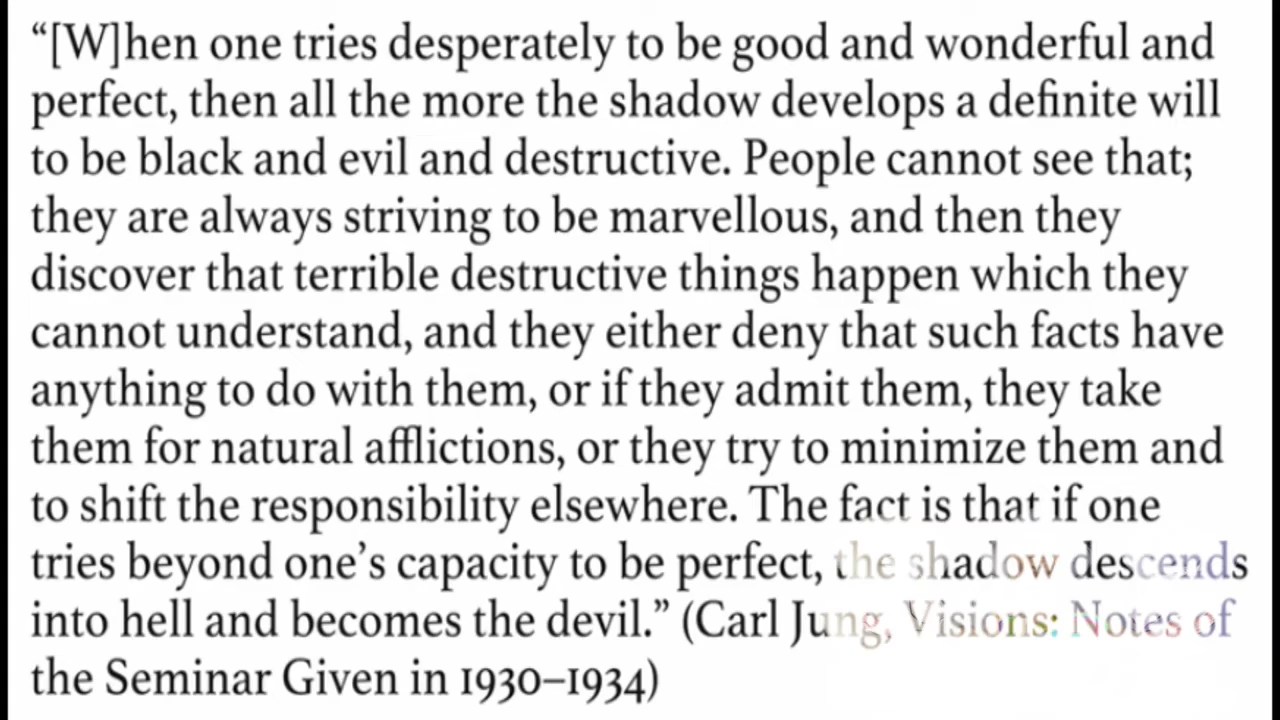 “[W]hen one tries desperately to be good and wonderful and
perfect, then all the more the shadow develops a definite will
to be black and evil and destructive. People cannot see that;
they are always striving to be marvellous, and then they
discover that terrible destructive things happen which they
cannot understand, and they either deny that such facts have
anything to do with them, or if they admit them, they take
them for natural afflictions, or they try to minimize them and
to shift the responsibility elsewhere. The fact is that if one
tries beyond one’s capacity to be perfect, the shadow descends
into hell and becomes the devil.” (Carl Jung, Visions: Notes of
the Seminar Given in 1930–1934)